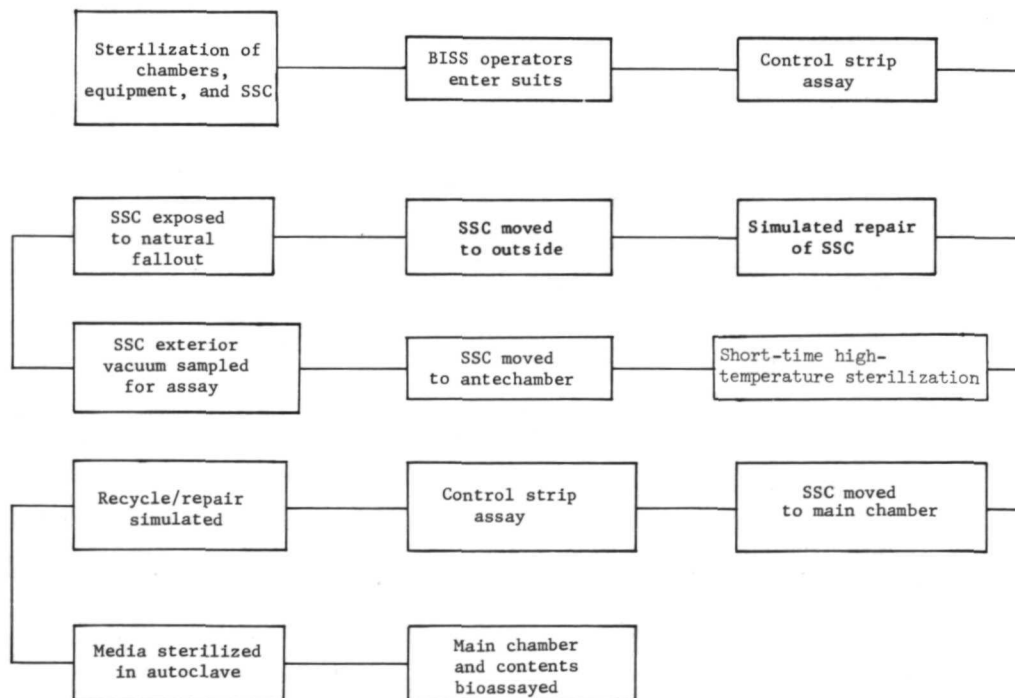 Sterilization of
chambers,
equipment, and SSC
BISS operators
enter suits
Control strip
assay
SSC exposed
to natural
fallout
SSC moved
to outside
Simulated repair
of SSC
SSC exterior
vacuum sampled
for assay
SSC moved
to antechamber
Short-time high-
temperature sterilization
Recycle/repair
simulated
Control strip
assay
SSC moved
to main chamber
Media sterilized
in autoclave
Main chamber
and contents
bioassayed